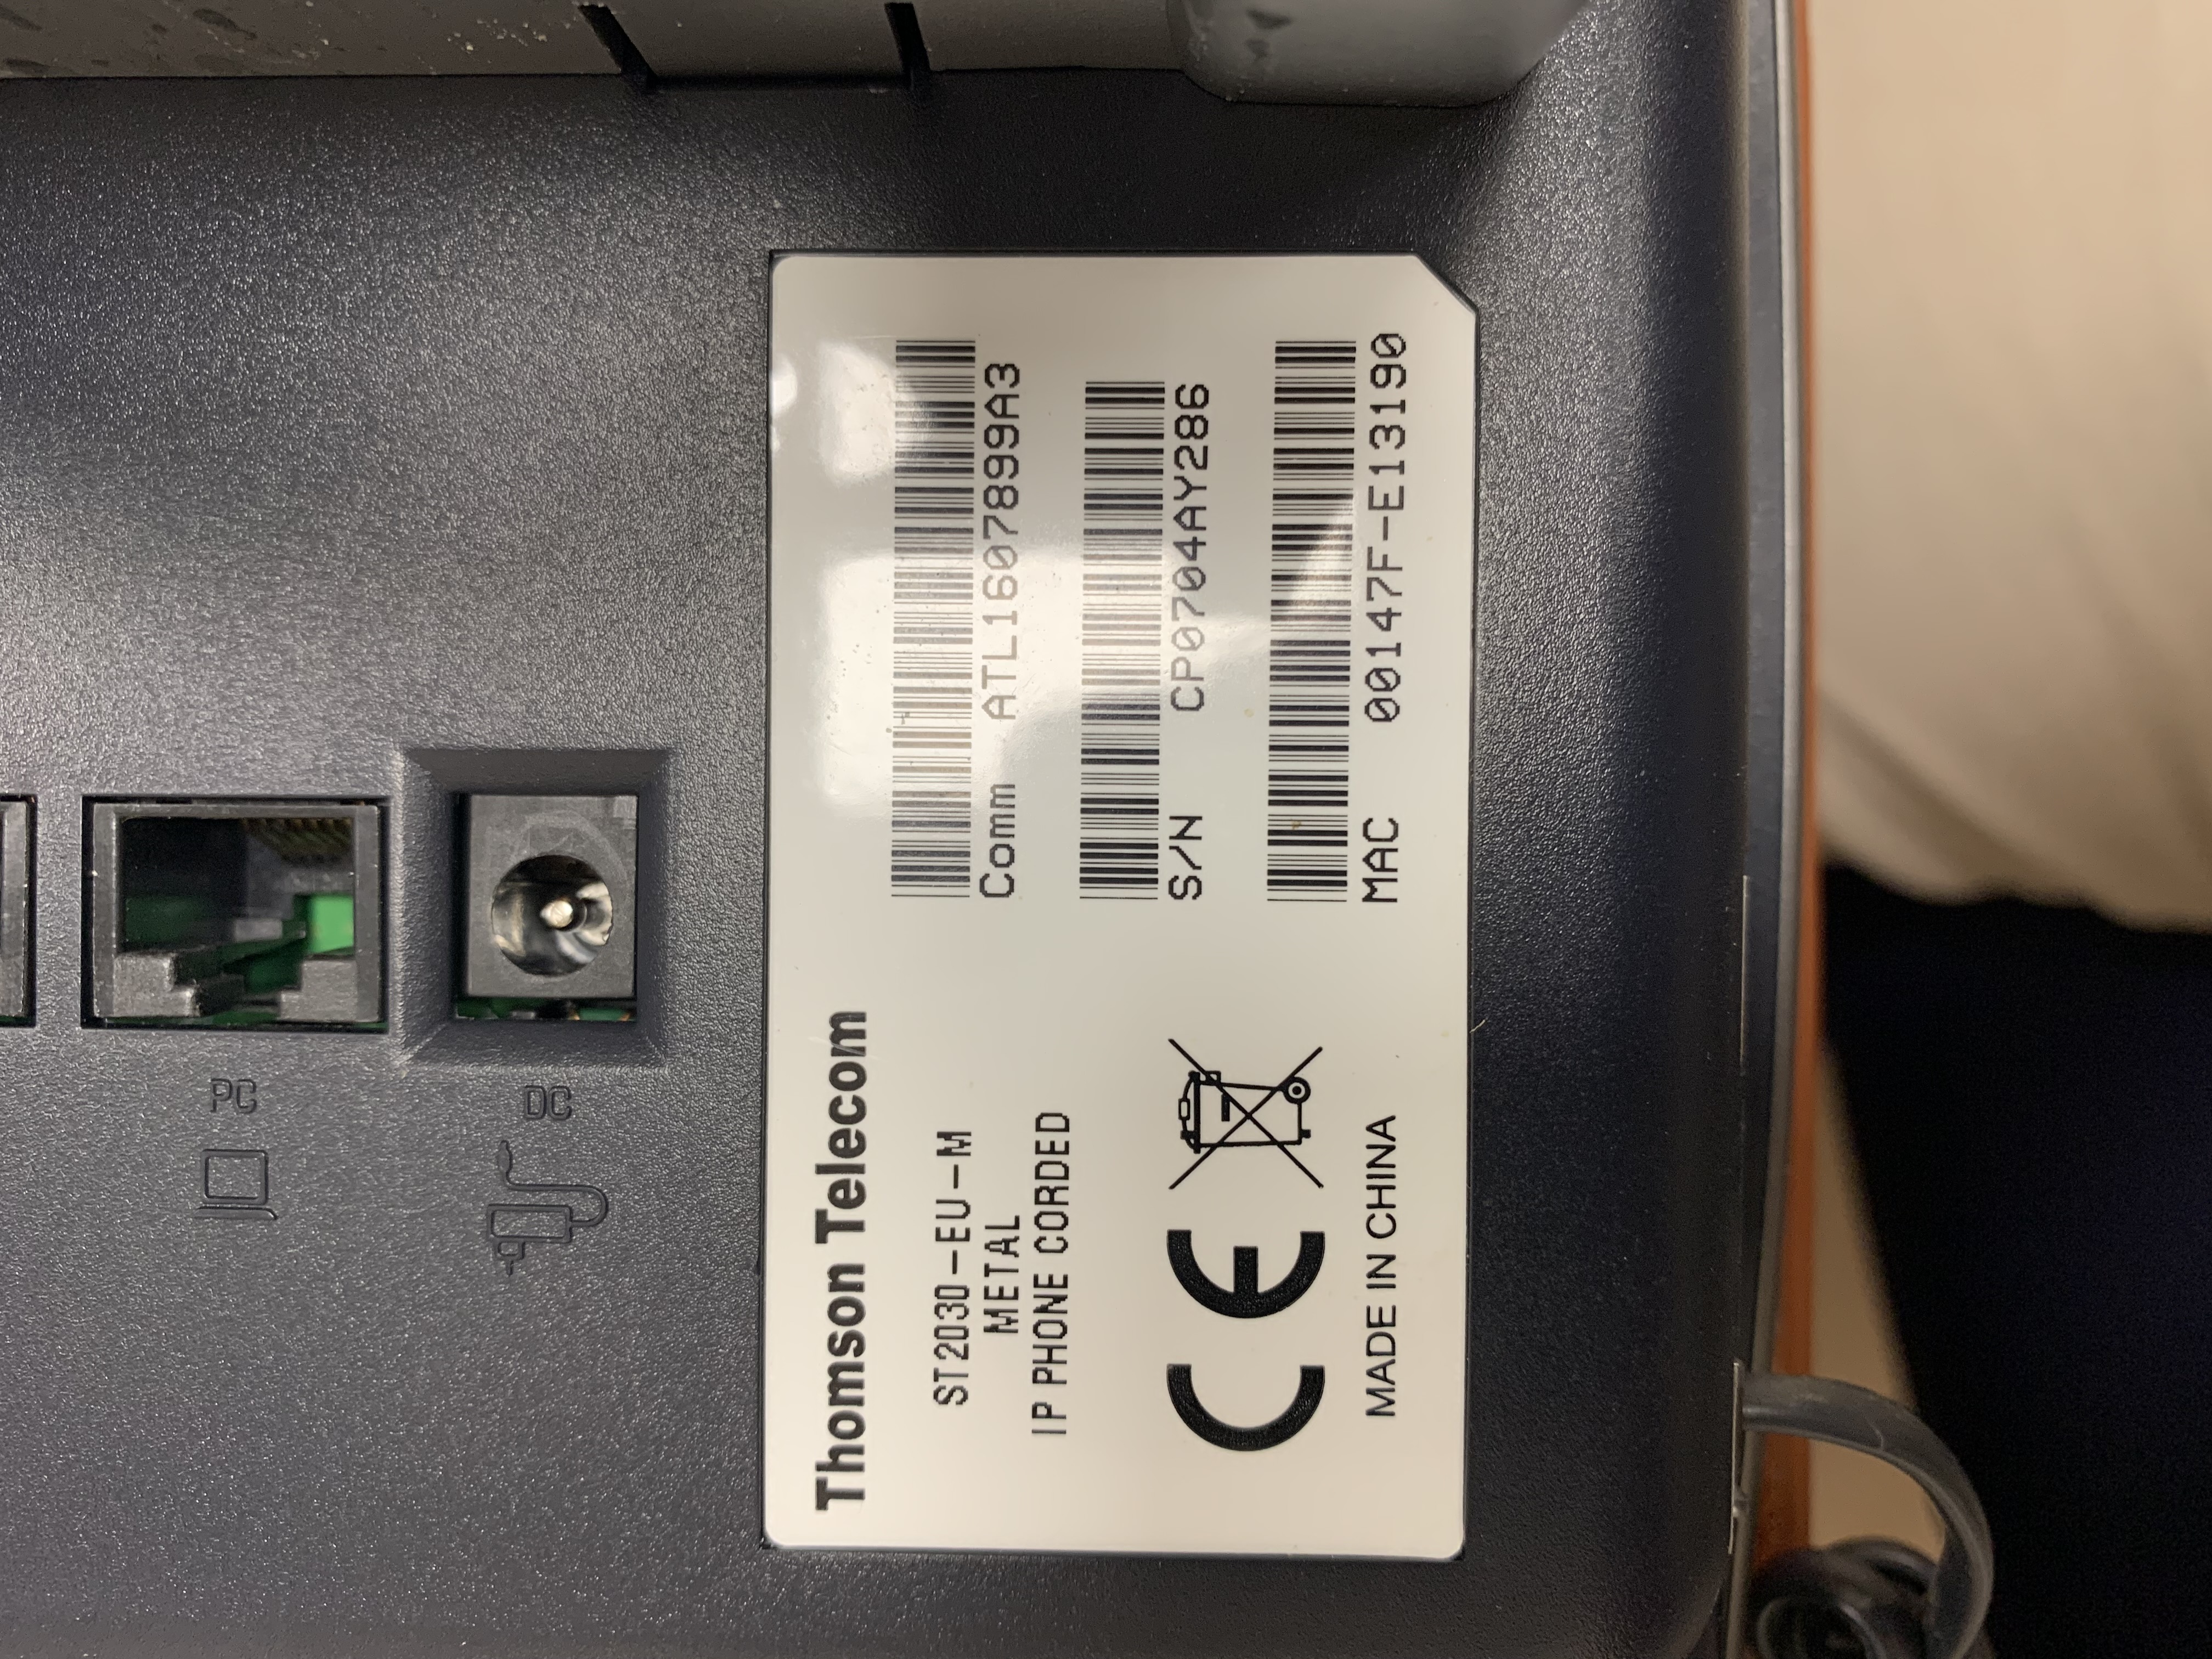 Thomson Telecom
ST2030-EU-M
METAL
IP PHONE CORDED
MADE IN CHINA
Comm ATL1607899A3
S/N CP0704AY286
MAC 00147F-E13190
PC
DC